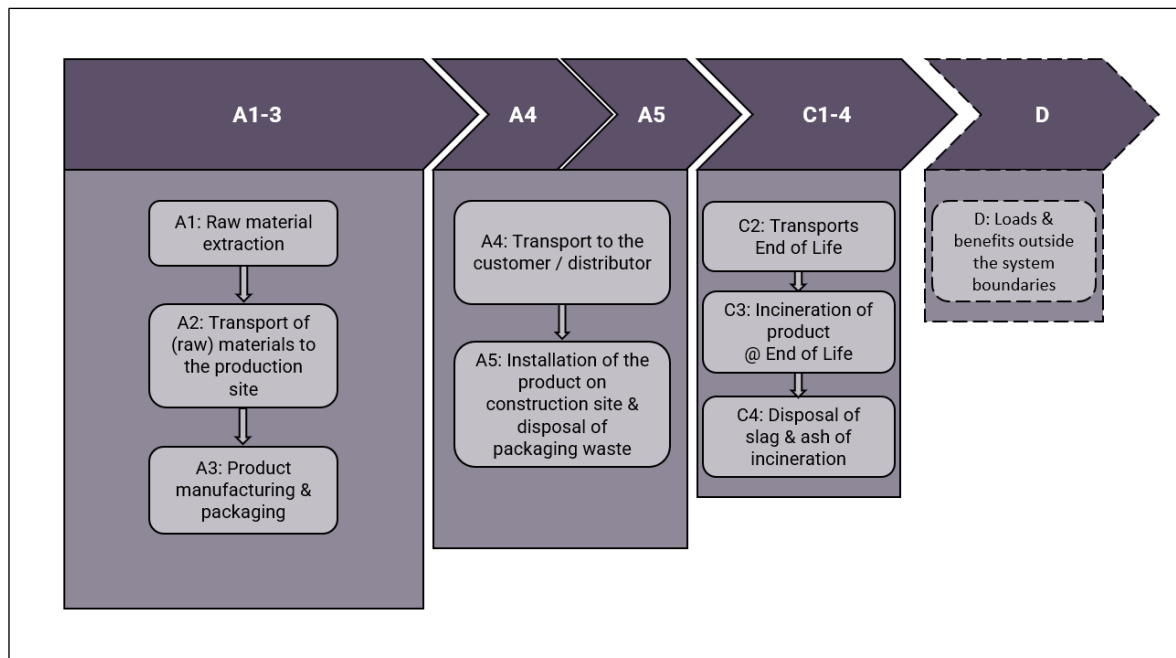 A1-3
A4
A5
C1-4
D
A1: Raw material
extraction
A2: Transport of
(raw) materials to
the production
site
A3: Product
manufacturing &
packaging
A4: Transport to the
customer / distributor
A5: Installation of the
product on
construction site &
disposal of
packaging waste
C2: Transports
End of Life
C3: Incineration of
product
@ End of Life
C4: Disposal of
slag & ash of
incineration
D: Loads &
benefits outside
the system
boundaries